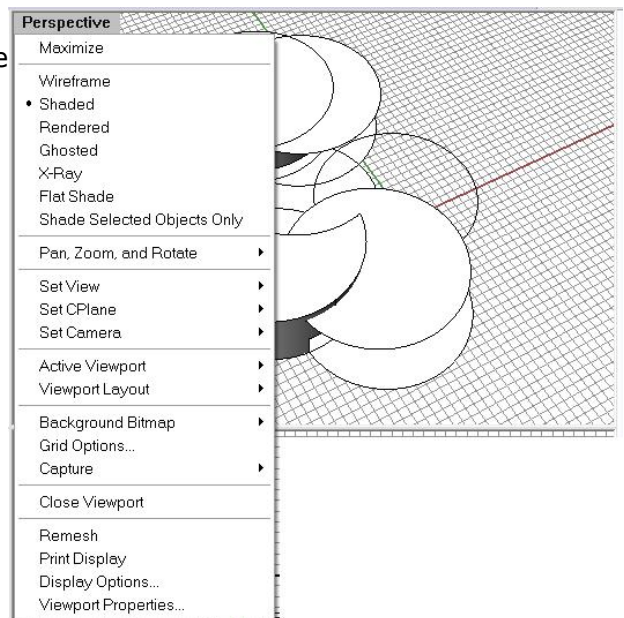 Perspective
e
Maximize
Wireframe
• Shaded
Rendered
Ghosted
X-Ray
Flat Shade
Shade Selected Objects Only
Pan, Zoom, and Rotate
Set View
Set CPlane
Set Camera
Active Viewport
Viewport Layout
Background Bitmap
Grid Options...
Capture
Close Viewport
Remesh
Print Display
Display Options...
Viewport Properties...